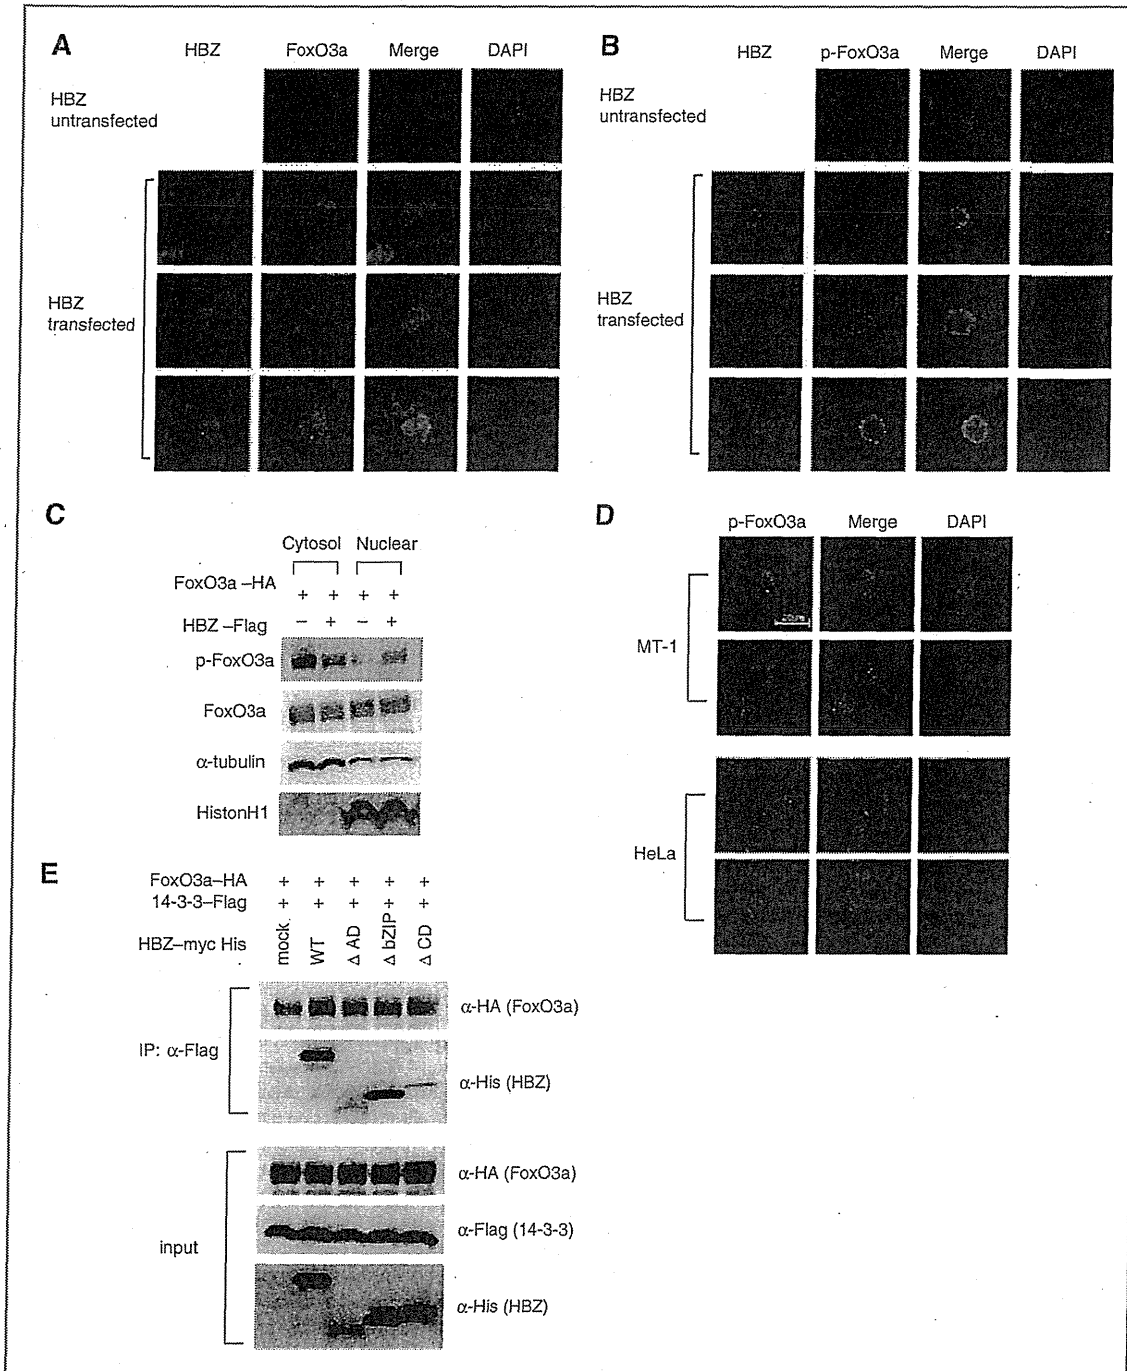 A
HBZ FoxO3a Merge DAPI
HBZ
untransfected
HBZ
transfected
B
HBZ p-FoxO3a Merge DAPI
HBZ
untransfected
HBZ
transfected
C
Cytosol Nuclear
FoxO3a –HA + + + +
HBZ –Flag – + – +
p-FoxO3a
FoxO3a
α-tubulin
HistonH1
D
p-FoxO3a Merge DAPI
20μm
MT-1
HeLa
E
FoxO3a–HA + + + + +
14-3-3–Flag + + + + +
HBZ–myc His mock WT Δ AD Δ bZIP Δ CD
IP: α-Flag
α-HA (FoxO3a)
α-His (HBZ)
input
α-HA (FoxO3a)
α-Flag (14-3-3)
α-His (HBZ)